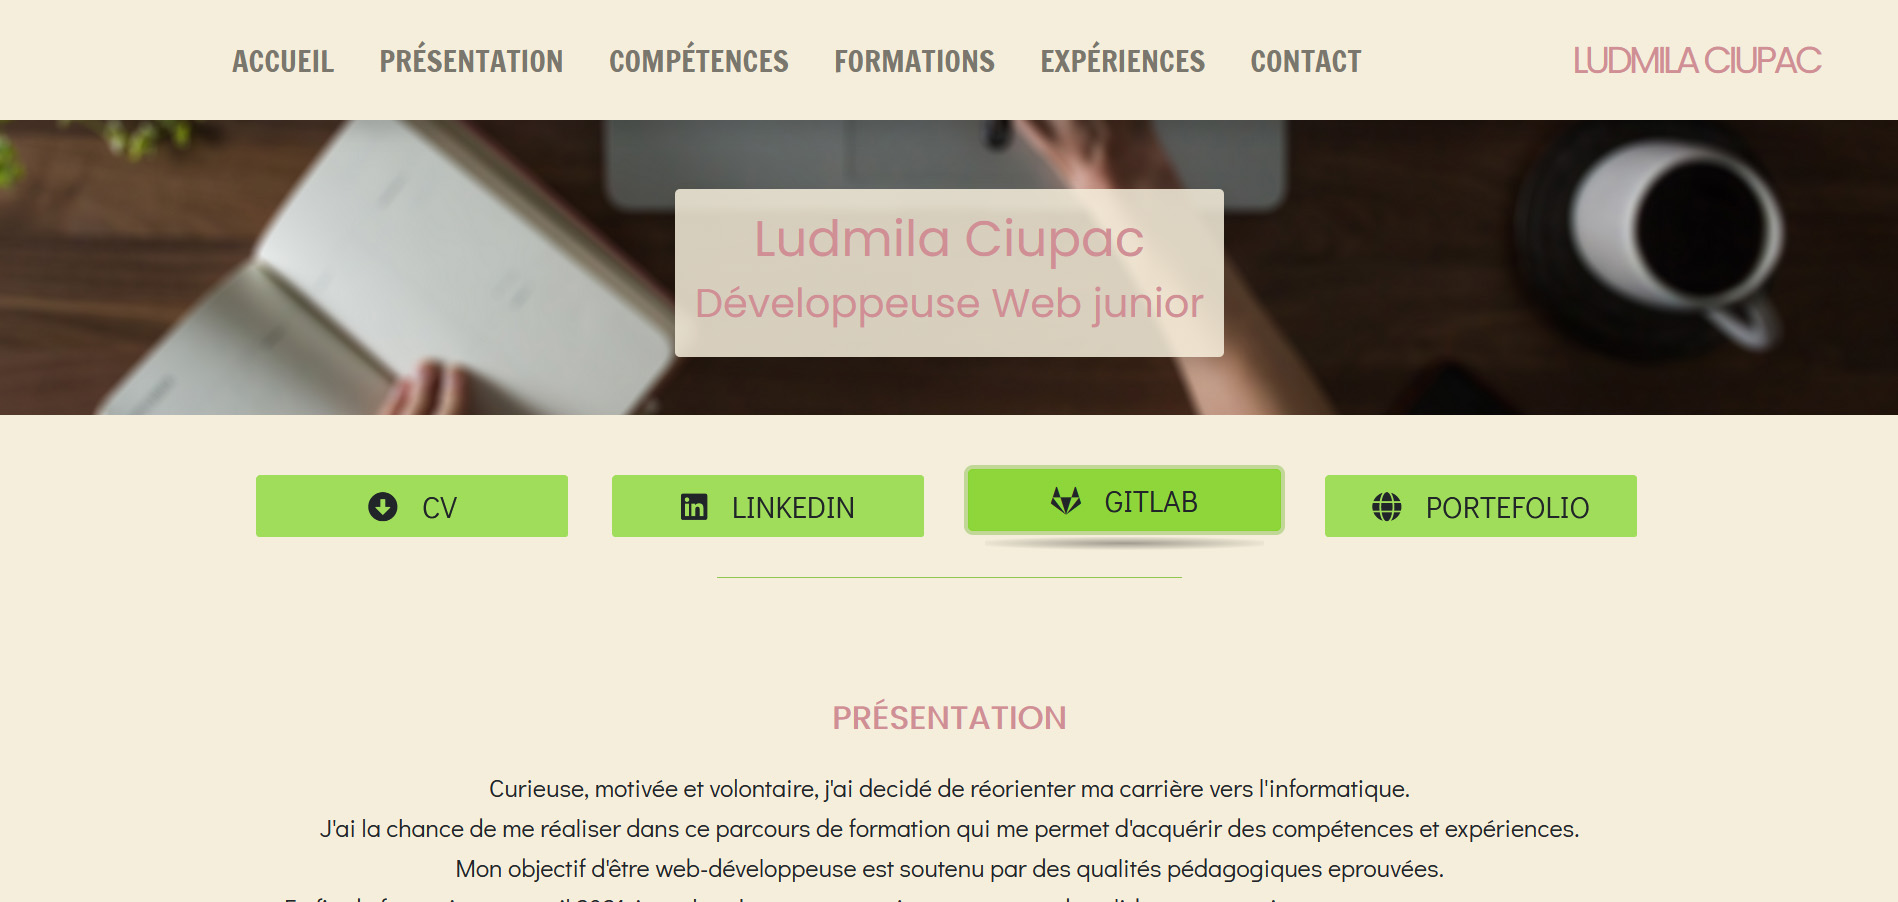 ACCUEIL PRÉSENTATION COMPÉTENCES FORMATIONS EXPÉRIENCES CONTACT LUDMILA CIUPAC
Ludmila Ciupac
Développeuse Web junior
CV LINKEDIN GITLAB PORTEFOLIO
PRÉSENTATION
Curieuse, motivée et volontaire, j'ai decidé de réorienter ma carrière vers l'informatique.
J'ai la chance de me réaliser dans ce parcours de formation qui me permet d'acquérir des compétences et expériences.
Mon objectif d'être web-développeuse est soutenu par des qualités pédagogiques eprouvées.